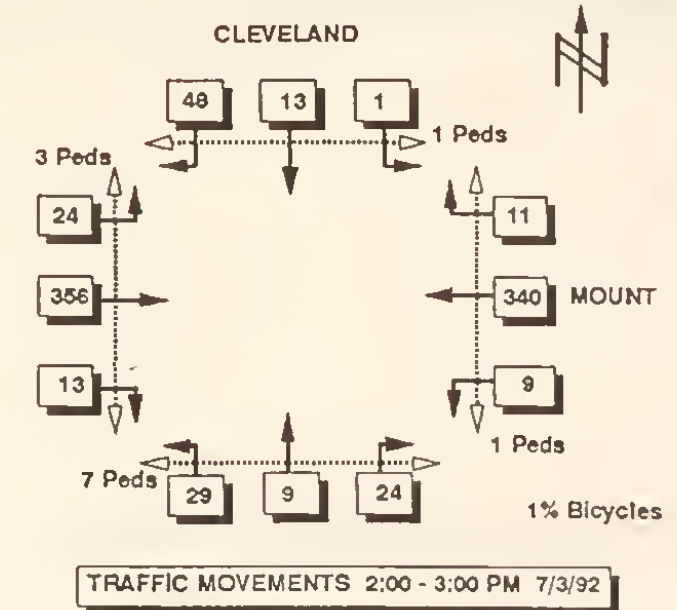 CLEVELAND
N
48 13 1
1 Peds
3 Peds
24 11
356 340 MOUNT
13 9
1 Peds
7 Peds
29 9 24
1% Bicycles
TRAFFIC MOVEMENTS 2:00 - 3:00 PM 7/3/92